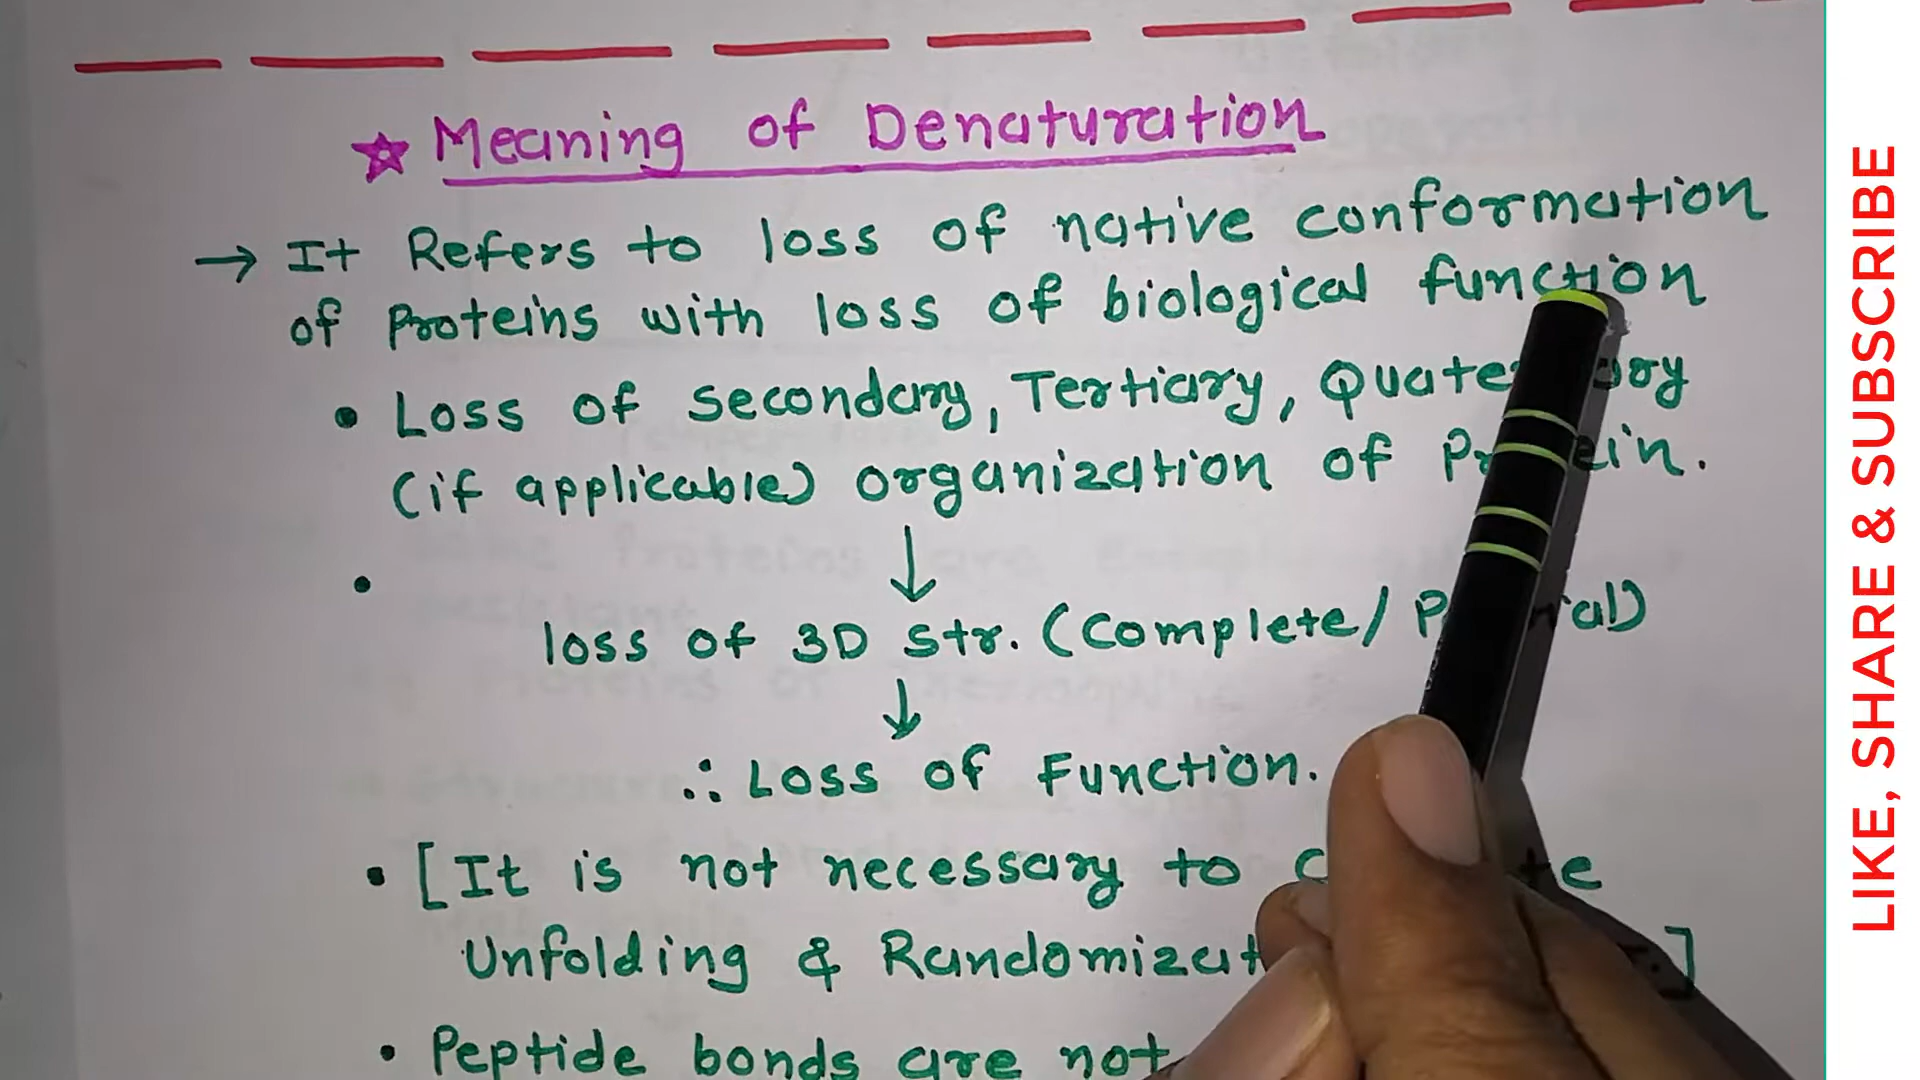 ☆ Meaning of Denaturation
→ It Refers to loss of native conformation
of Proteins with loss of biological function
• Loss of Secondary, Tertiary,
(if applicable) organization of
↓
•
loss of 3D Str. (Complete/
↓
∴ Loss of Function.
• [It is not necessary to
Unfolding & ]
• Peptide bonds are not
LIKE, SHARE & SUBSCRIBE